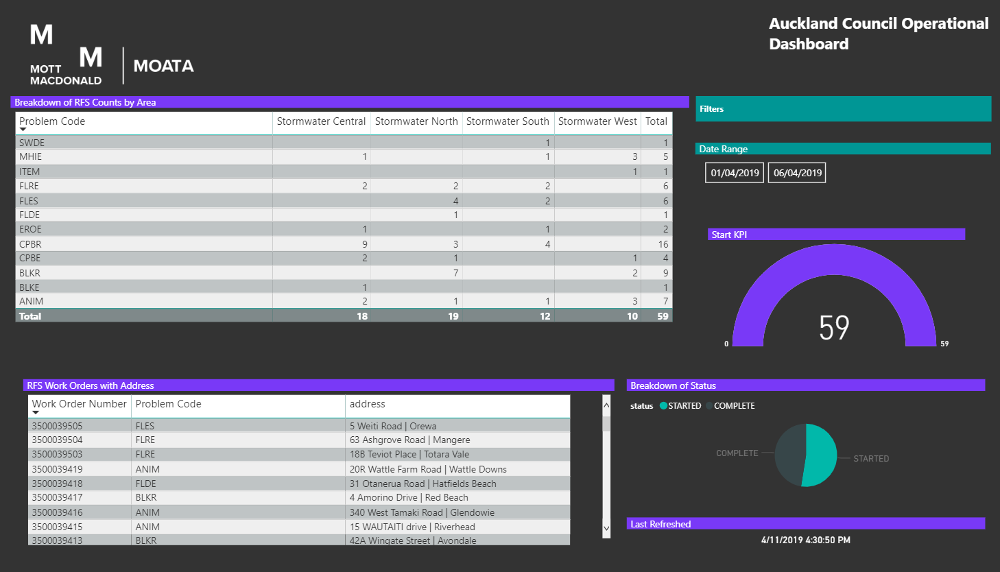 M
M
MOTT
MACDONALD
MOATA
Auckland Council Operational
Dashboard
Breakdown of RFS Counts by Area
Problem Code Stormwater Central Stormwater North Stormwater South Stormwater West Total
SWDE 1 1
MHIE 1 1 3 5
ITEM 1 1
FLRE 2 2 2 6
FLES 4 2 6
FLDE 1 1
EROE 1 1 2
CPBR 9 3 4 16
CPBE 2 1 1 4
BLKR 7 2 9
BLKE 1 1
ANIM 2 1 1 3 7
Total 18 19 12 10 59
Filters
Date Range
01/04/2019 06/04/2019
Start KPI
59
0 59
RFS Work Orders with Address
Work Order Number Problem Code address
3500039505 FLES 5 Weiti Road | Orewa
3500039504 FLRE 63 Ashgrove Road | Mangere
3500039503 FLRE 18B Teviot Place | Totara Vale
3500039419 ANIM 20R Wattle Farm Road | Wattle Downs
3500039418 FLDE 31 Otanerua Road | Hatfields Beach
3500039417 BLKR 4 Amorino Drive | Red Beach
3500039416 ANIM 340 West Tamaki Road | Glendowie
3500039415 ANIM 15 WAUTAITI drive | Riverhead
3500039413 BLKR 42A Wingate Street | Avondale
Breakdown of Status
status STARTED COMPLETE
COMPLETE STARTED
Last Refreshed
4/11/2019 4:30:50 PM